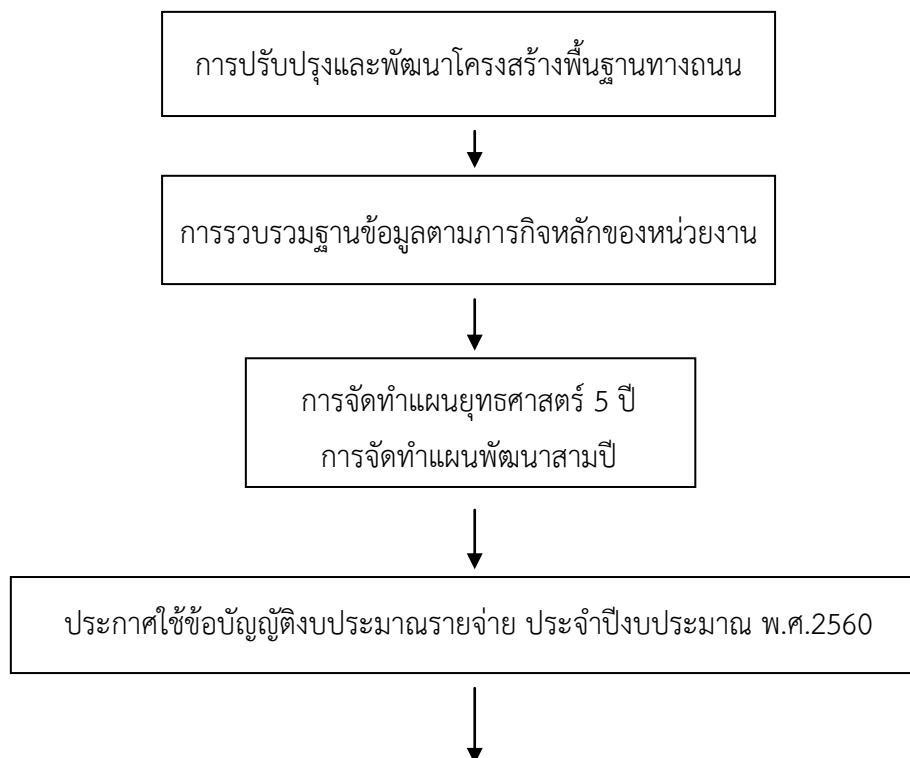 การปรับปรุงและพัฒนาโครงสร้างพื้นฐานทางถนน
การรวบรวมฐานข้อมูลตามภารกิจหลักของหน่วยงาน
การจัดทำแผนยุทธศาสตร์ 5 ปี
การจัดทำแผนพัฒนาสามปี
ประกาศใช้ข้อบัญญัติงบประมาณรายจ่าย ประจำปีงบประมาณ พ.ศ.2560